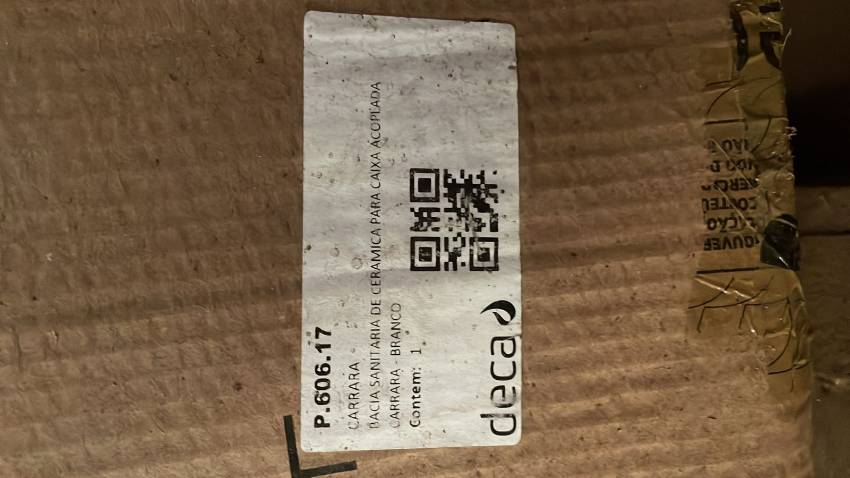 P.606.17
CARRARA
BACIA SANITARIA DE CERAMICA PARA CAIXA ACOPLADA
CARRARA - BRANCO
Contem: 1
deca